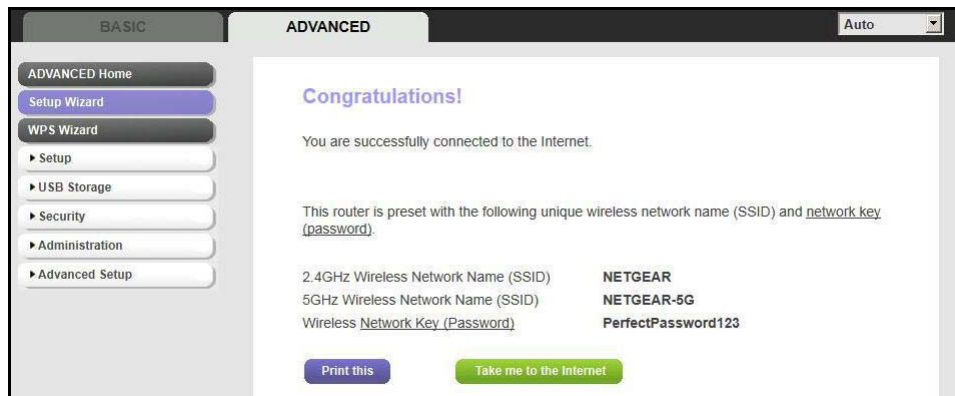 BASIC
ADVANCED
Auto
ADVANCED Home
Setup Wizard
WPS Wizard
Setup
USB Storage
Security
Administration
Advanced Setup
Congratulations!
You are successfully connected to the Internet.
This router is preset with the following unique wireless network name (SSID) and network key
(password).
2.4GHz Wireless Network Name (SSID) NETGEAR
5GHz Wireless Network Name (SSID) NETGEAR-5G
Wireless Network Key (Password) PerfectPassword123
Print this
Take me to the Internet